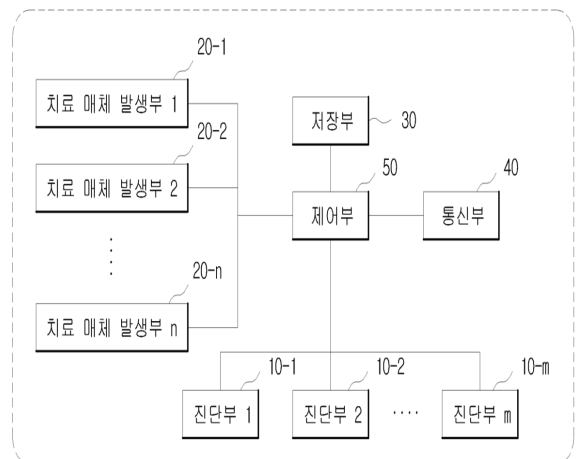 20-1
치료 매체 발생부 1
20-2
치료 매체 발생부 2
20-n
치료 매체 발생부 n
저장부 30
50
제어부
40
통신부
10-1
진단부 1
10-2
진단부 2
10-m
진단부 m